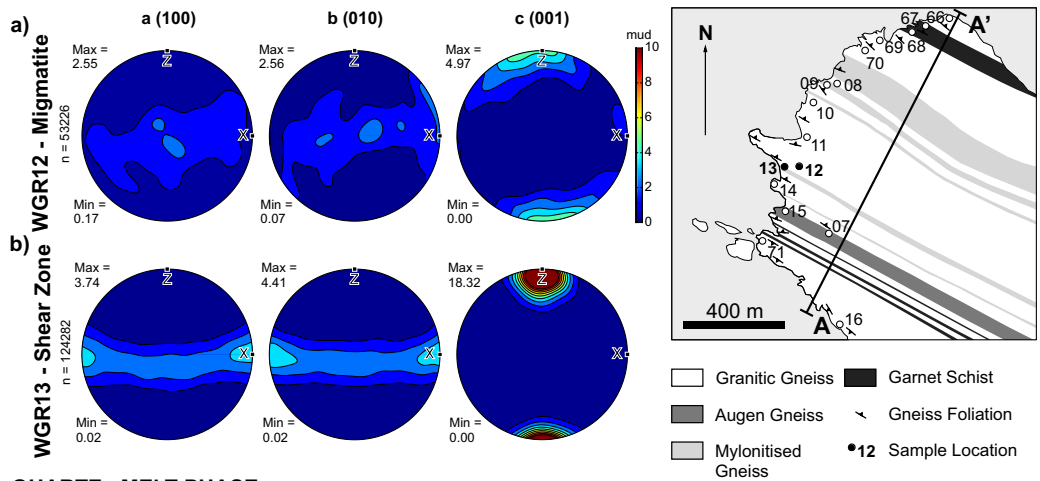 a)
a (100)
b (010)
c (001)
mud
10
8
6
4
2
0
WGR12 - Migmatite
n = 53226
Max =
2.55
Z
X
Min =
0.17
Max =
2.56
Z
X
Min =
0.07
Max =
4.97
Z
X
Min =
0.00
b)
WGR13 - Shear Zone
n = 124282
Max =
3.74
Z
X
Min =
0.02
Max =
4.41
Z
X
Min =
0.02
Max =
18.32
Z
X
Min =
0.00
N
67
66
A'
69
68
70
09
08
10
11
13
12
14
15
07
71
16
A
400 m
Granitic Gneiss
Garnet Schist
Augen Gneiss
Gneiss Foliation
Mylonitised
Gneiss
12 Sample Location